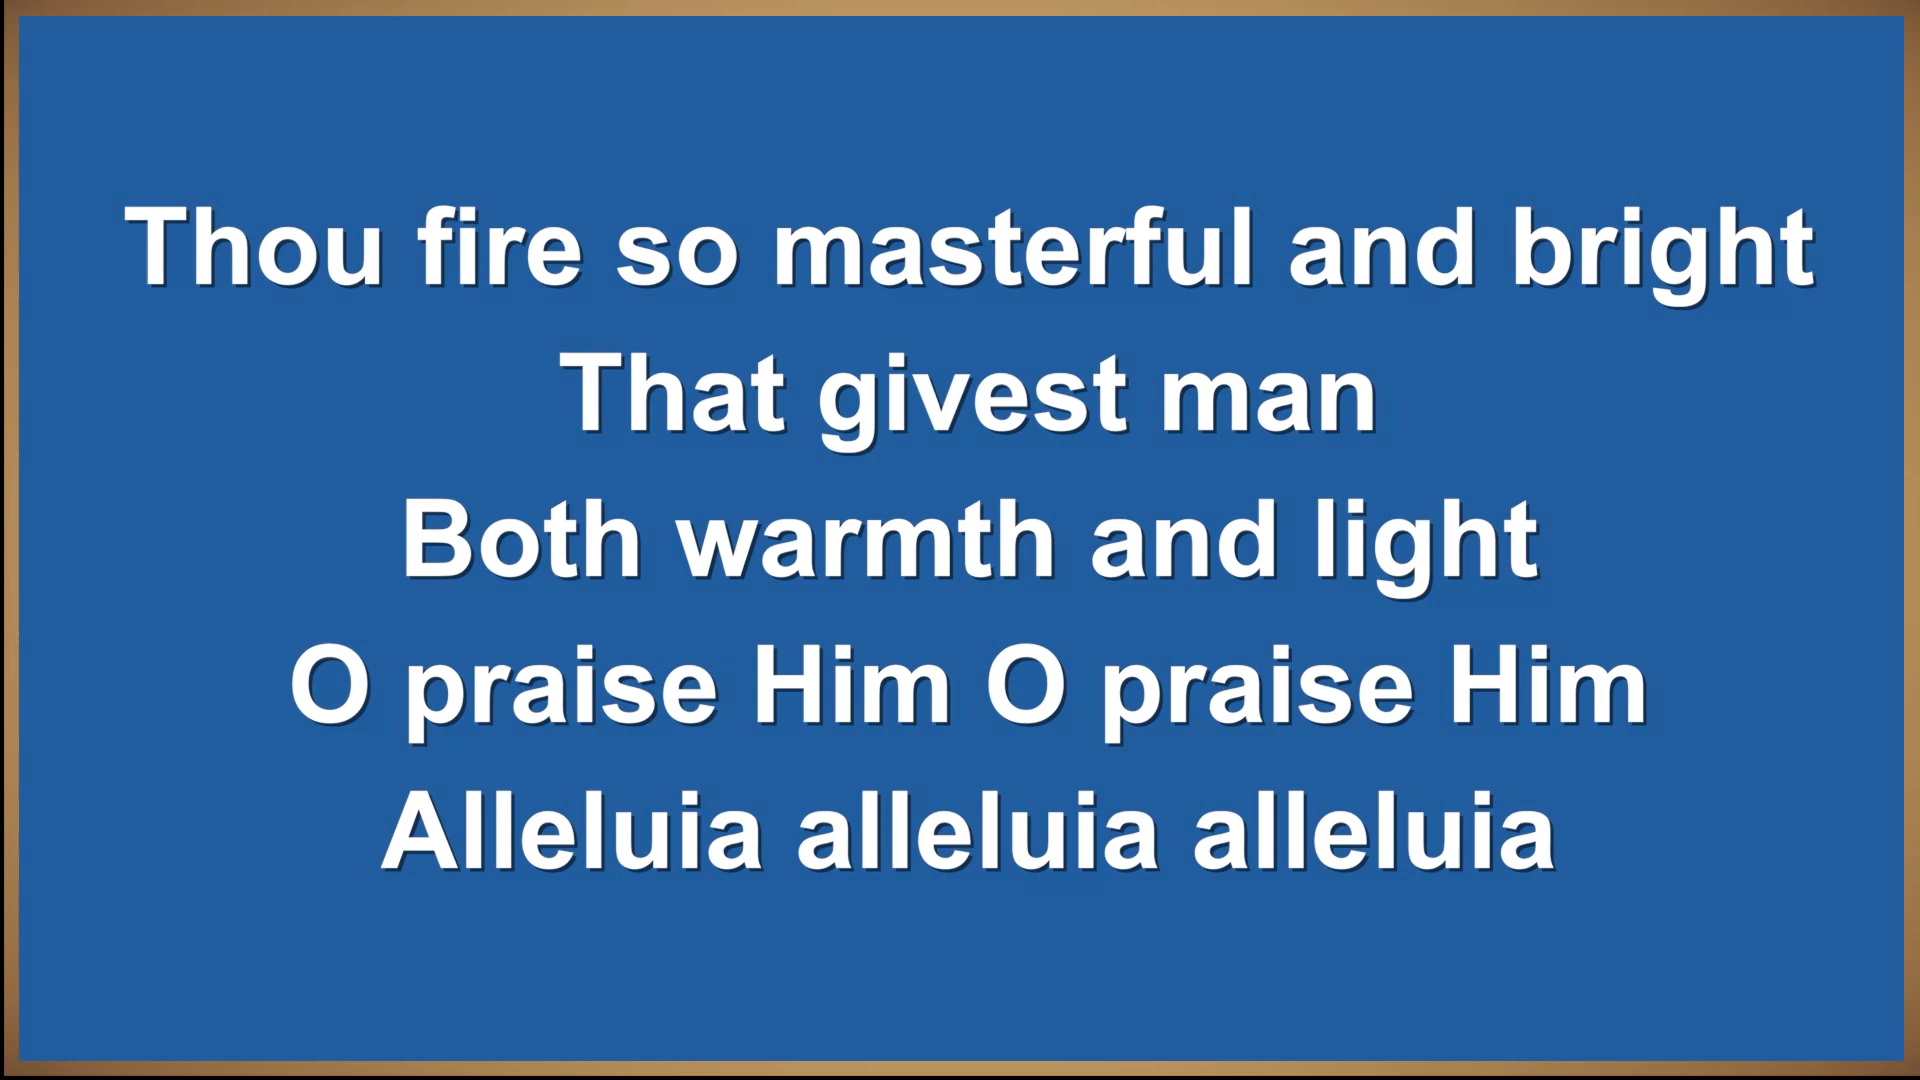 Thou fire so masterful and bright
That givest man
Both warmth and light
O praise Him O praise Him
Alleluia alleluia alleluia